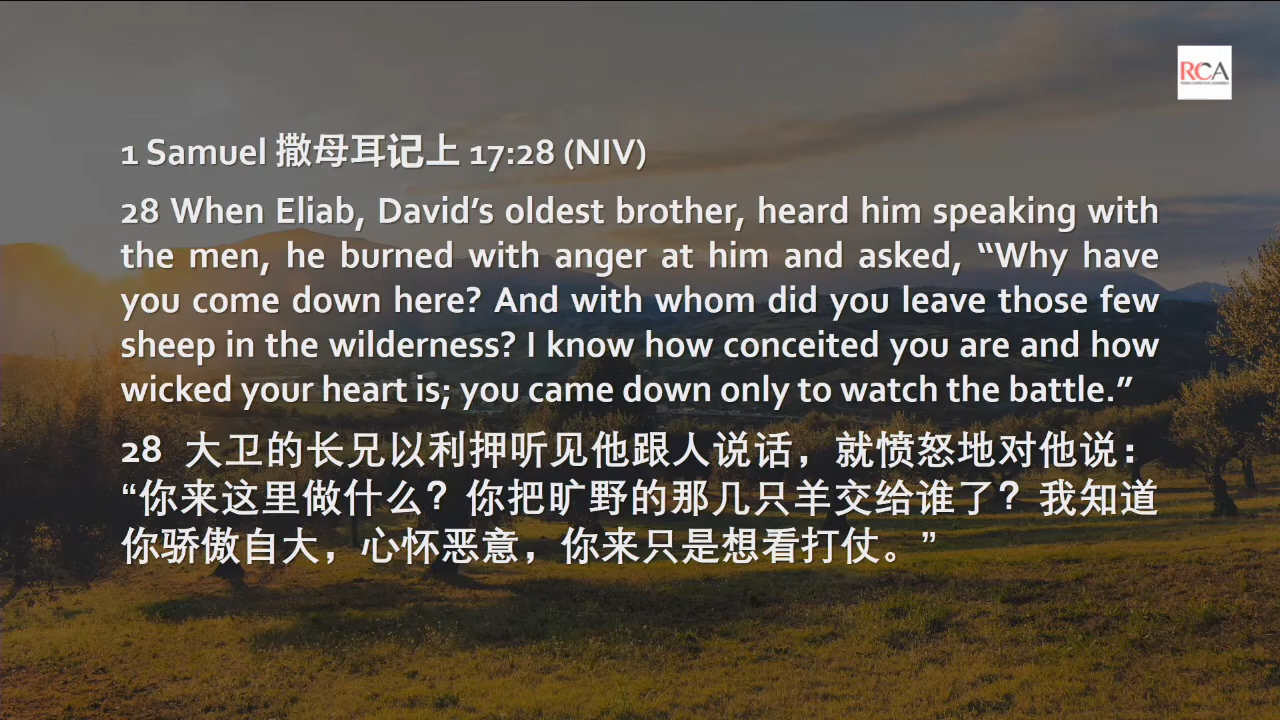 RCA
1 Samuel 撒母耳记上 17:28 (NIV)
28 When Eliab, David’s oldest brother, heard him speaking with
the men, he burned with anger at him and asked, “Why have
you come down here? And with whom did you leave those few
sheep in the wilderness? I know how conceited you are and how
wicked your heart is; you came down only to watch the battle.”
28 大卫的长兄以利押听见他跟人说话，就愤怒地对他说：
“你来这里做什么？你把旷野的那几只羊交给谁了？我知道
你骄傲自大，心怀恶意，你来只是想看打仗。”